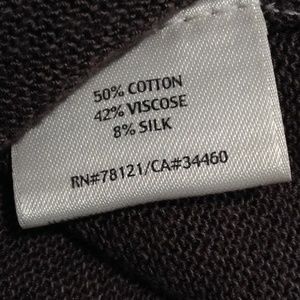 50% COTTON
42% VISCOSE
8% SILK
RN#78121/CA#34460